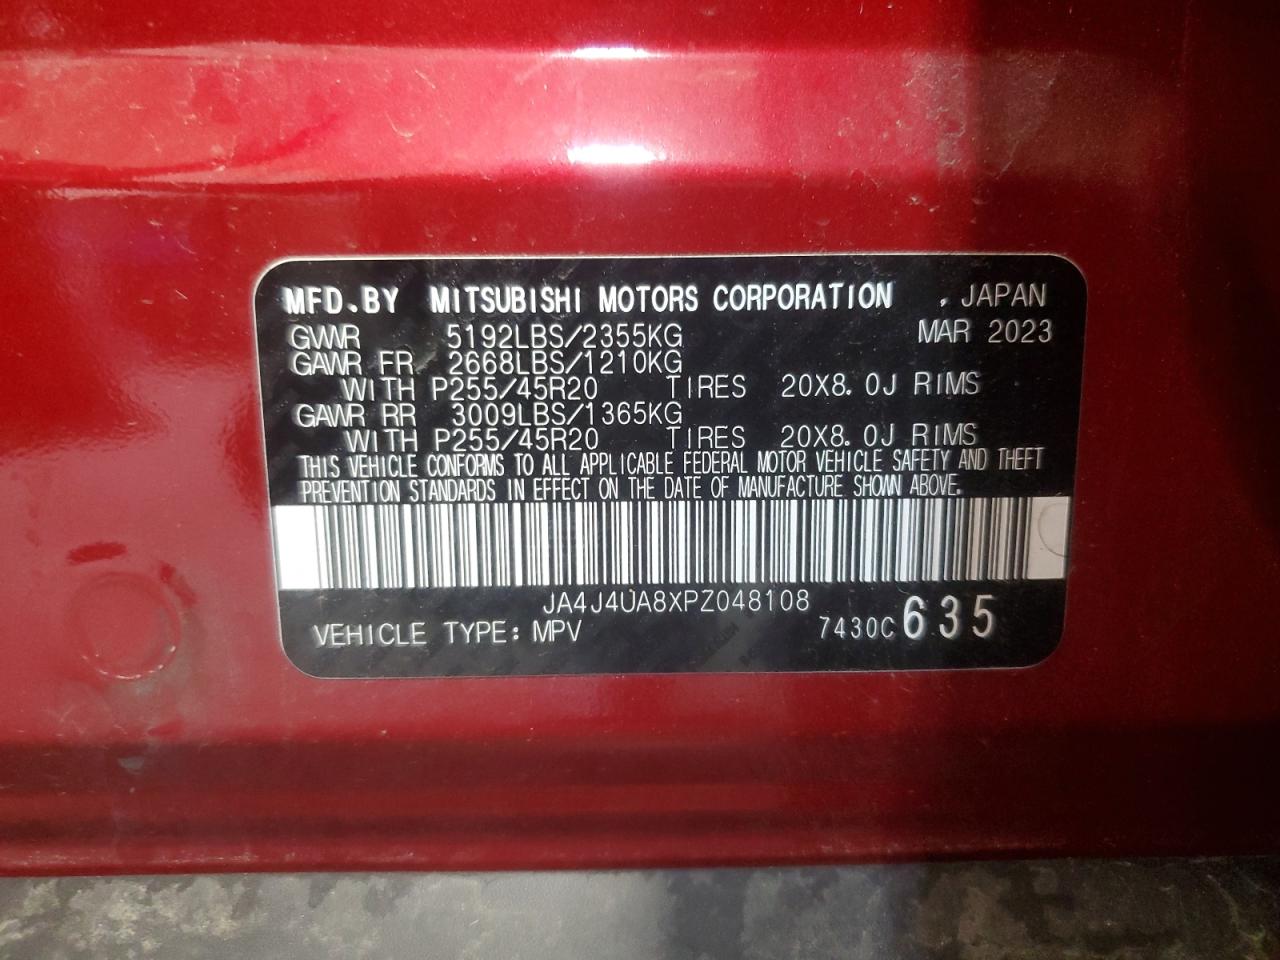 MFD.BY MITSUBISHI MOTORS CORPORATION , JAPAN
GVWR 5192LBS/2355KG MAR 2023
GAWR FR 2668LBS/1210KG
WITH P255/45R20 TIRES 20X8.0J RIMS
GAWR RR 3009LBS/1365KG
WITH P255/45R20 TIRES 20X8.0J RIMS
THIS VEHICLE CONFORMS TO ALL APPLICABLE FEDERAL MOTOR VEHICLE SAFETY AND THEFT
PREVENTION STANDARDS IN EFFECT ON THE DATE OF MANUFACTURE SHOWN ABOVE.
JA4J4UA8XPZ048108
VEHICLE TYPE: MPV 7430C 635